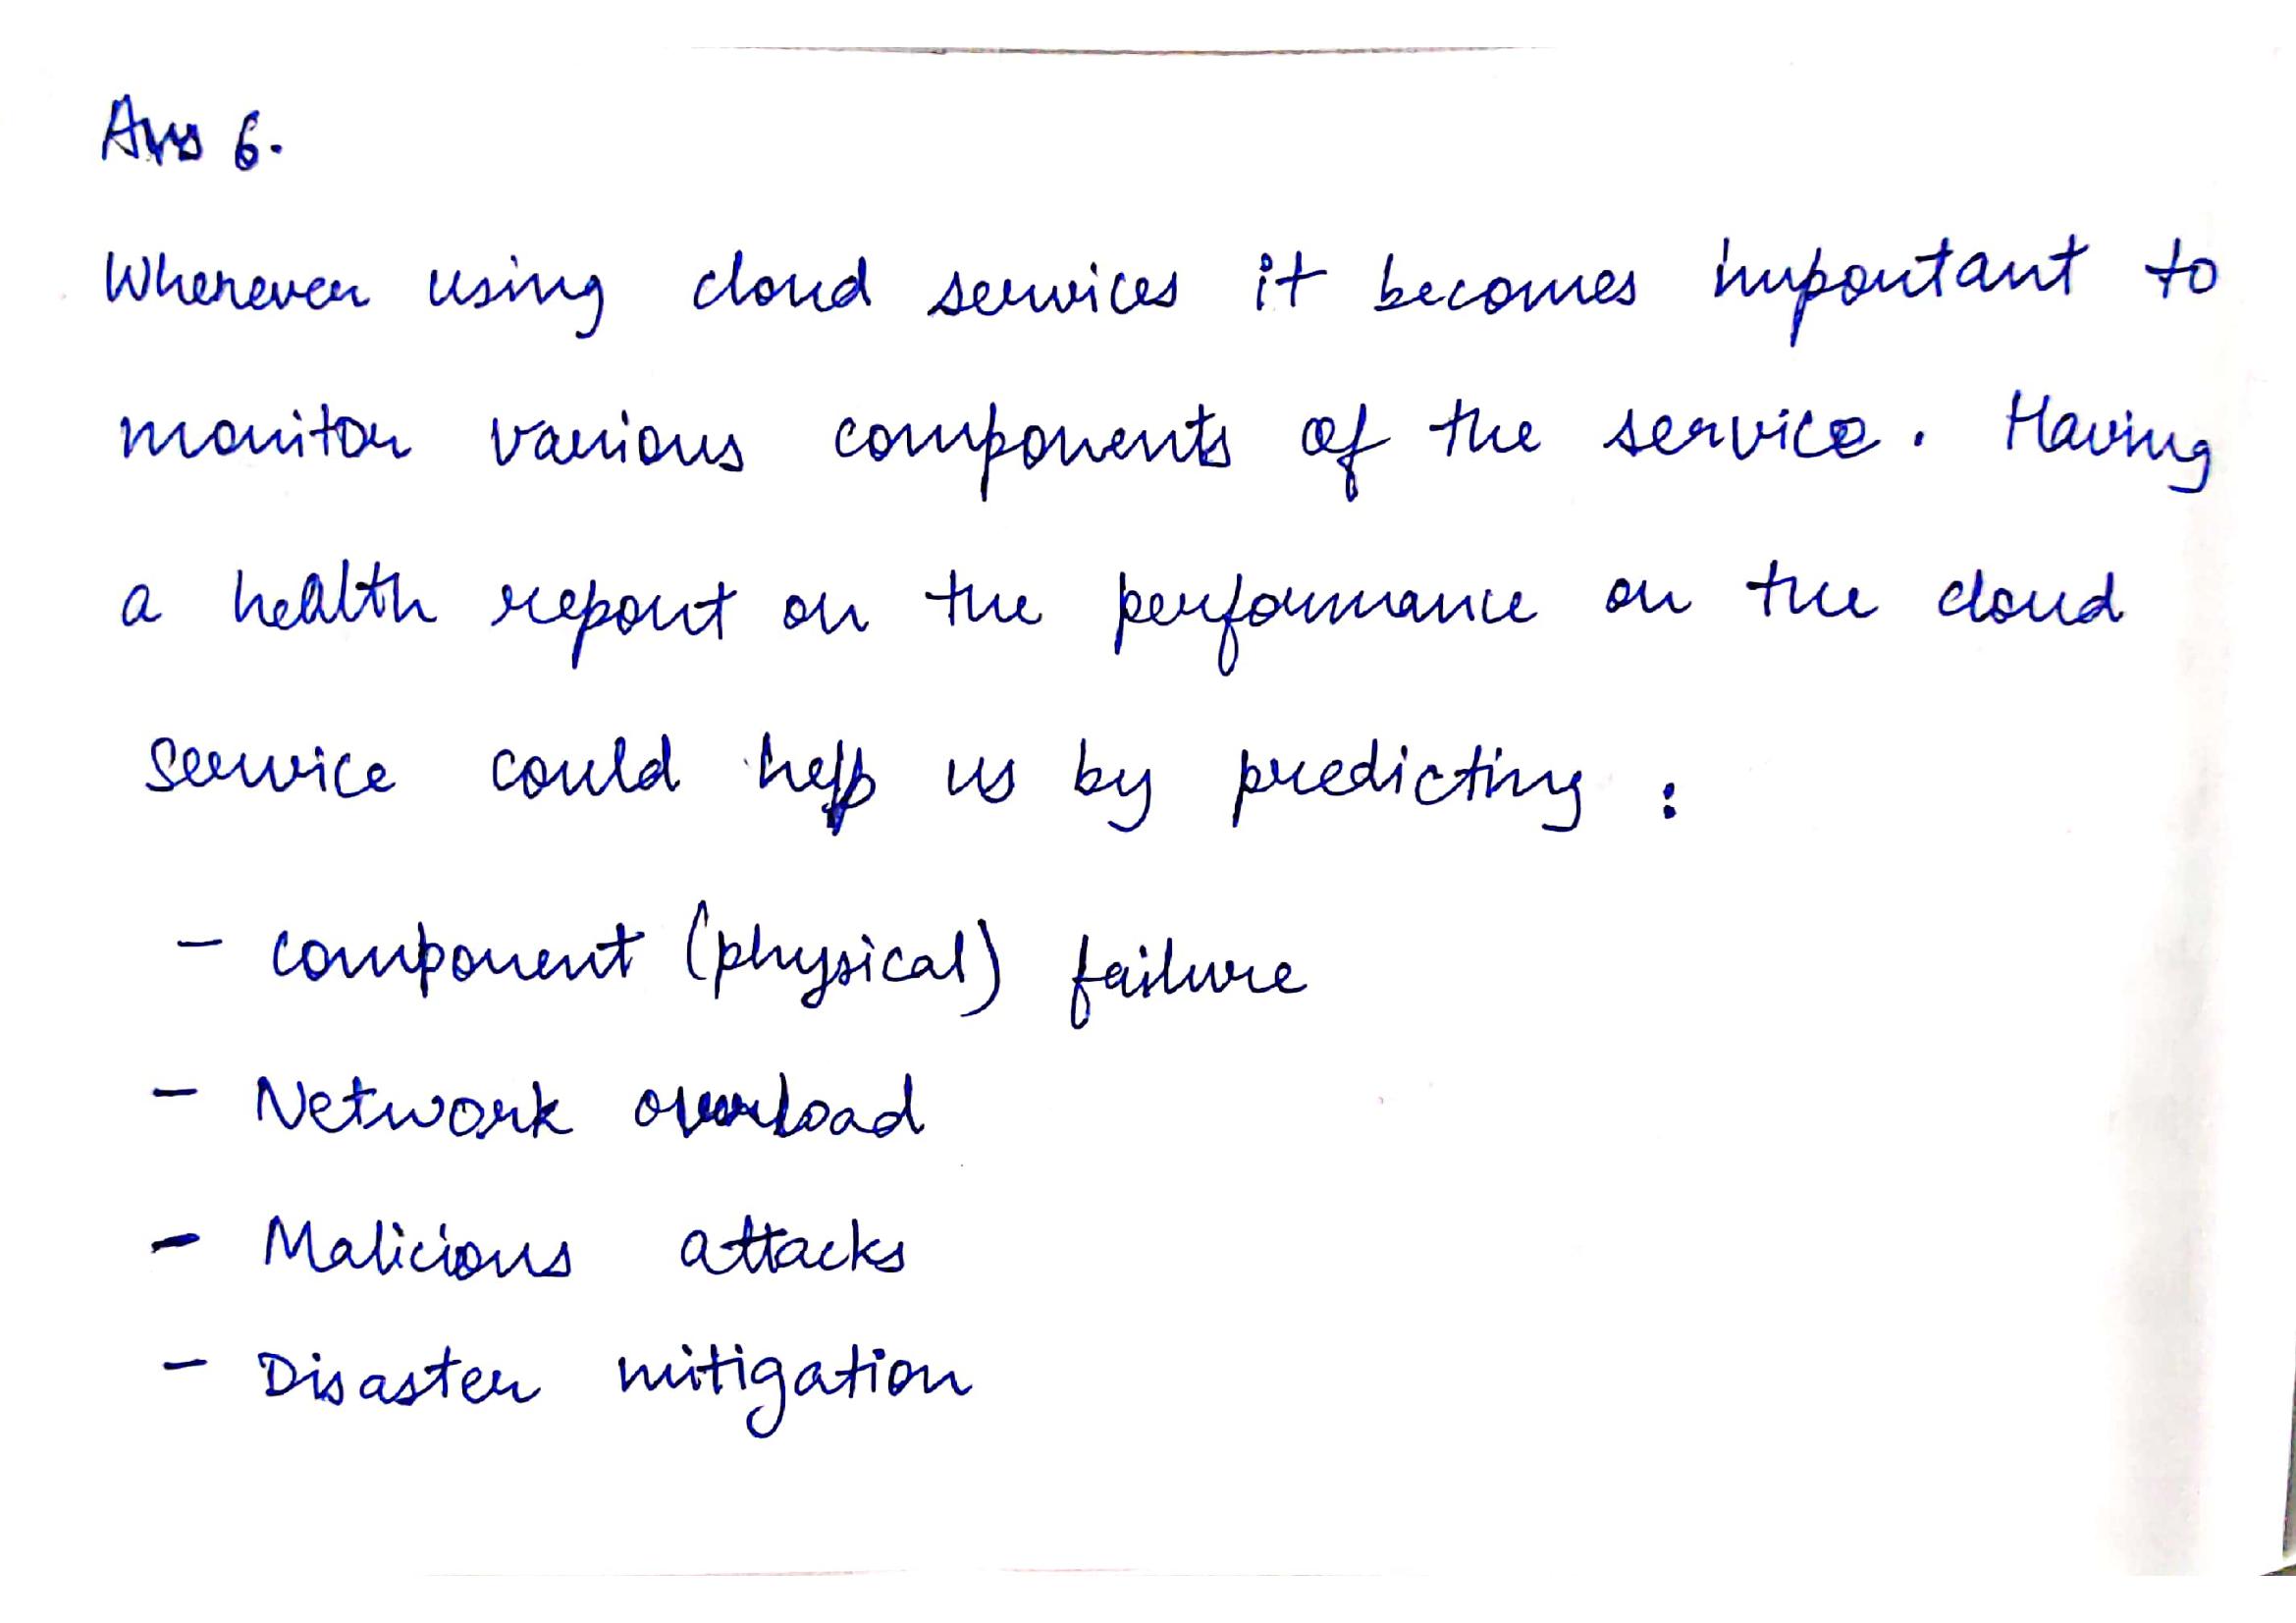 Ans 6.
Whenever using cloud services it becomes important to
monitor various components of the service. Having
a health report on the performance on the cloud
service could help us by predicting :
- component (physical) failure
- Network overload
- Malicious attacks
- Disaster mitigation